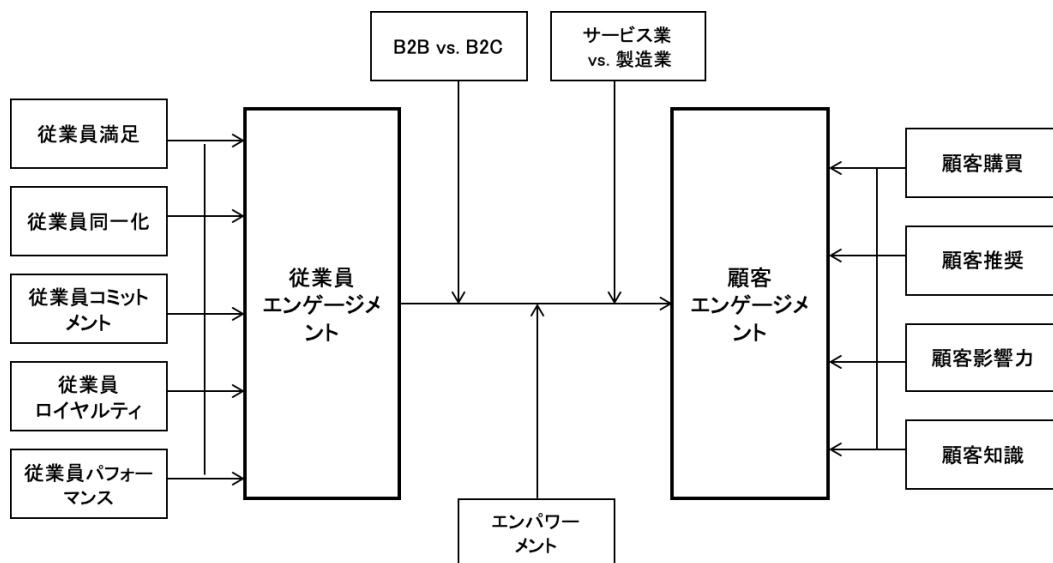 B2B vs. B2C
サービス業
vs. 製造業
従業員満足
従業員同一化
従業員コミット
メント
従業員
ロイヤルティ
従業員パフォー
マンス
従業員
エンゲージメ
ント
エンパワー
メント
顧客
エンゲージメ
ント
顧客購買
顧客推奨
顧客影響力
顧客知識